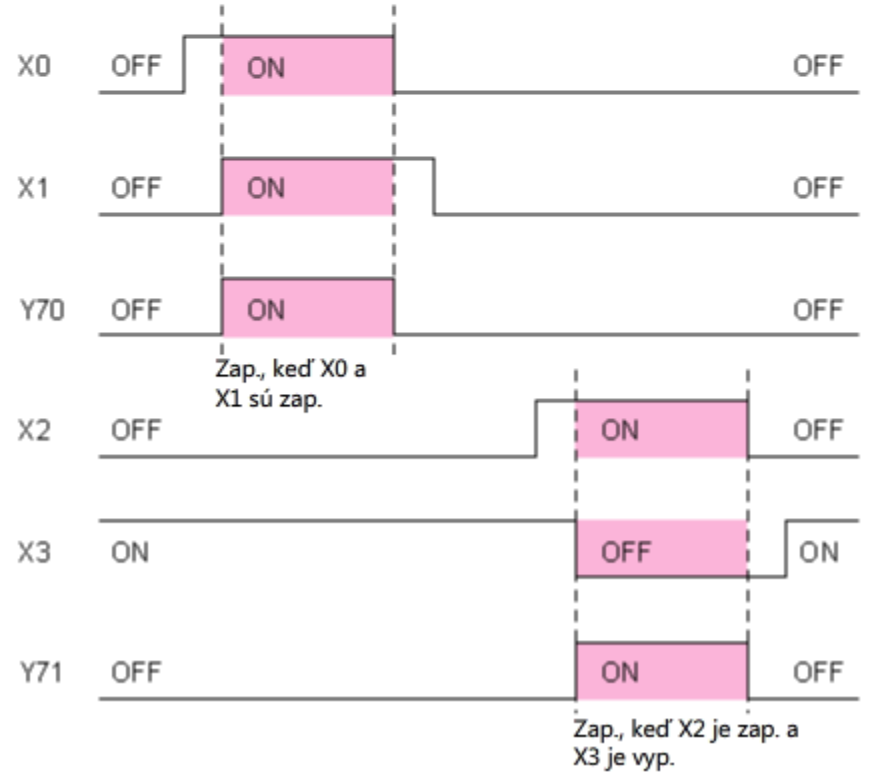 X0 OFF ON OFF
X1 OFF ON OFF
Y70 OFF ON OFF
Zap., keď X0 a
X1 sú zap.
X2 OFF ON OFF
X3 ON OFF ON
Y71 OFF ON OFF
Zap., keď X2 je zap. a
X3 je vyp.